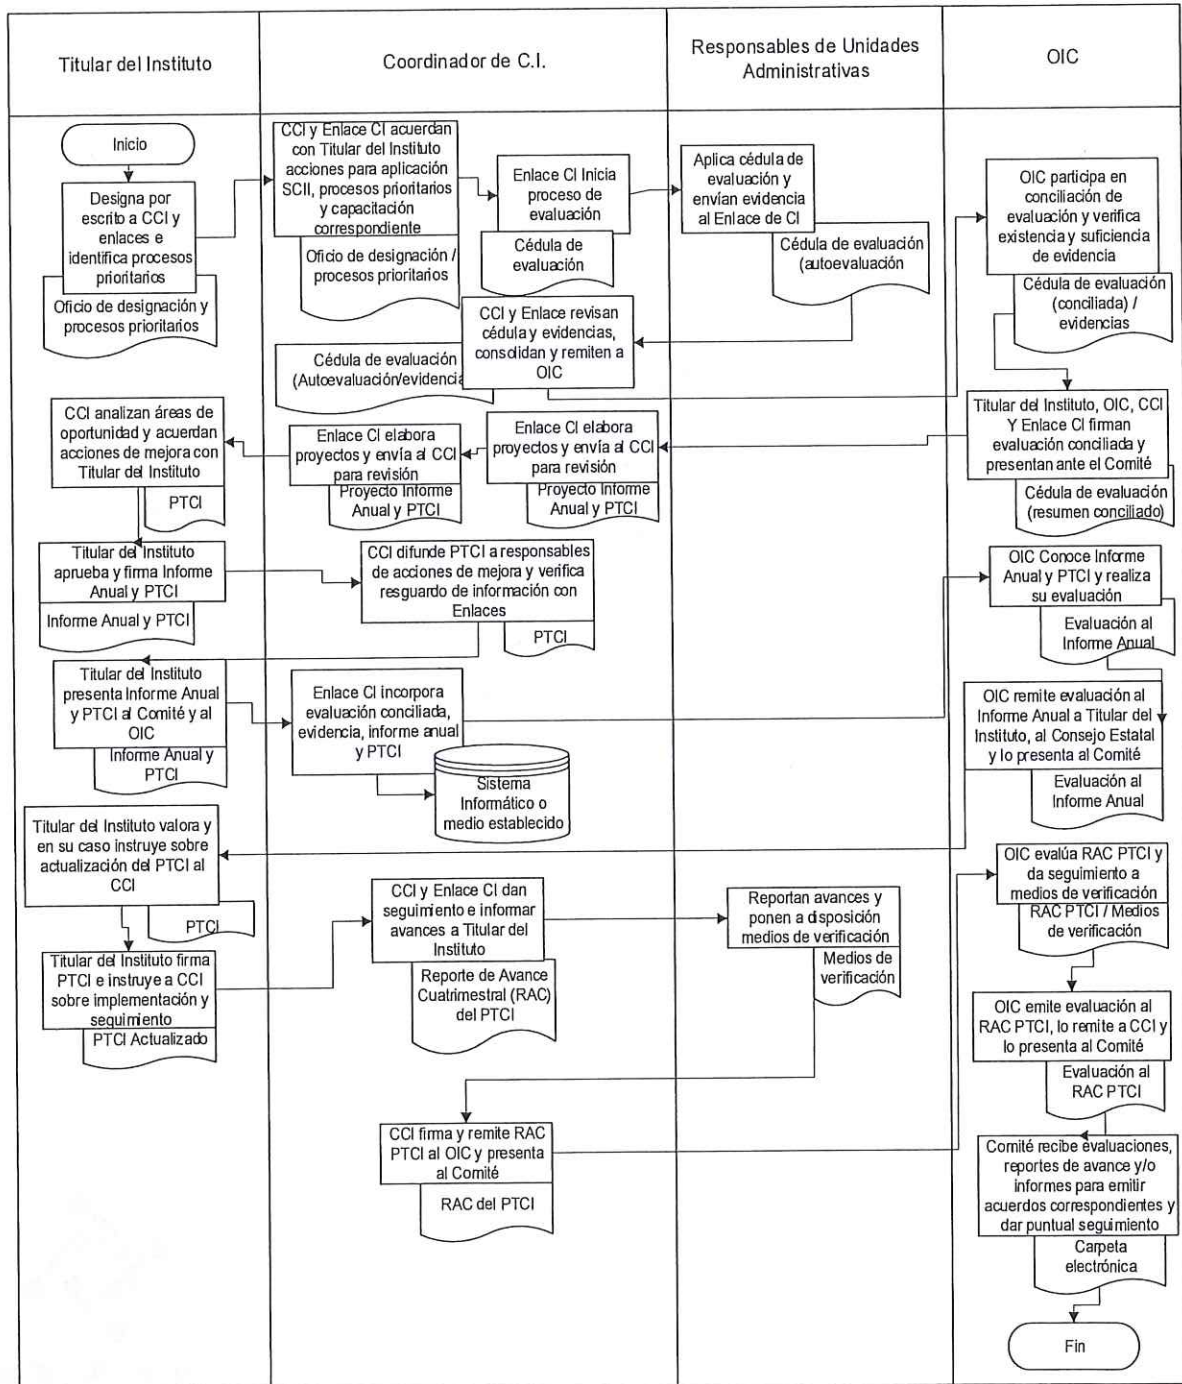 Titular del Instituto
Coordinador de C.I.
Responsables de Unidades
Administrativas
OIC
Inicio
Designa por
escrito a CCI y
enlaces e
identifica procesos
prioritarios
Oficio de designación y
procesos prioritarios
CCI y Enlace CI acuerdan
con Titular del Instituto
acciones para aplicación
SCII, procesos prioritarios
y capacitación
correspondiente
Oficio de designación /
procesos prioritarios
Enlace CI Inicia
proceso de
evaluación
Cédula de
evaluación
Aplica cédula de
evaluación y
envían evidencia
al Enlace de CI
Cédula de evaluación
(autoevaluación
OIC participa en
conciliación de
evaluación y verifica
existencia y suficiencia
de evidencia
Cédula de evaluación
(conciliada) /
evidencias
CCI y Enlace revisan
cédula y evidencias,
consolidan y remiten a
OIC
Cédula de evaluación
(Autoevaluación/evidencia
Titular del Instituto, OIC, CCI
Y Enlace CI firman
evaluación conciliada y
presentan ante el Comité
Cédula de evaluación
(resumen conciliado)
Enlace CI elabora
proyectos y envía al CCI
para revisión
Proyecto Informe
Anual y PTCI
Enlace CI elabora
proyectos y envía al CCI
para revisión
Proyecto Informe
Anual y PTCI
CCI analizan áreas de
oportunidad y acuerdan
acciones de mejora con
Titular del Instituto
PTCI
Titular del Instituto
aprueba y firma Informe
Anual y PTCI
Informe Anual y PTCI
CCI difunde PTCI a responsables
de acciones de mejora y verifica
resguardo de información con
Enlaces
PTCI
OIC Conoce Informe
Anual y PTCI y realiza
su evaluación
Evaluación al
Informe Anual
Titular del Instituto
presenta Informe Anual
y PTCI al Comité y al
OIC
Informe Anual y
PTCI
Enlace CI incorpora
evaluación conciliada,
evidencia, informe anual
y PTCI
Sistema
Informático o
medio establecido
OIC remite evaluación al
Informe Anual a Titular del
Instituto, al Consejo Estatal
y lo presenta al Comité
Evaluación al
Informe Anual
Titular del Instituto valora y
en su caso instruye sobre
actualización del PTCI al
CCI
PTCI
Titular del Instituto firma
PTCI e instruye a CCI
sobre implementación y
seguimiento
PTCI Actualizado
CCI y Enlace CI dan
seguimiento e informar
avances a Titular del
Instituto
Reporte de Avance
Cuatrimestral (RAC)
del PTCI
Reportan avances y
ponen a disposición
medios de verificación
Medios de
verificación
OIC evalúa RAC PTCI y
da seguimiento a
medios de verificación
RAC PTCI / Medios
de verificación
OIC emite evaluación al
RAC PTCI, lo remite a CCI y
lo presenta al Comité
Evaluación al
RAC PTCI
CCI firma y remite RAC
PTCI al OIC y presenta
al Comité
RAC del PTCI
Comité recibe evaluaciones,
reportes de avance y/o
informes para emitir
acuerdos correspondientes y
dar puntual seguimiento
Carpeta
electrónica
Fin